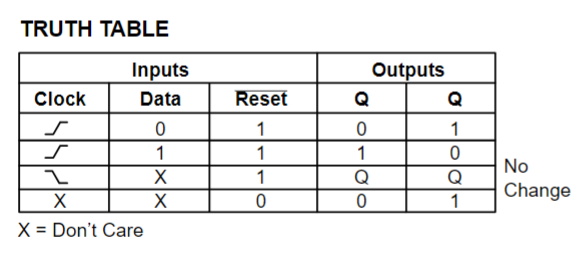 TRUTH TABLE
Inputs Outputs
Clock Data Reset Q Q
0 1 0 1
1 1 1 0
X 1 Q Q No Change
X X 0 0 1
X = Don’t Care